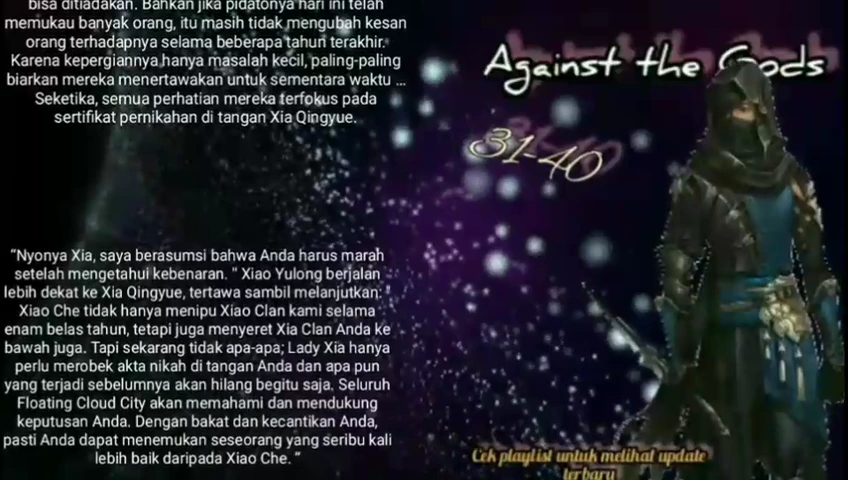 bisa ditiadakan. Bahkan jika pidatonya hari ini telah
memukau banyak orang, itu masih tidak mengubah kesan
orang terhadapnya selama beberapa tahun terakhir.
Karena kepergiannya hanya masalah kecil, paling-paling
biarkan mereka menertawakan untuk sementara waktu ...
Seketika, semua perhatian mereka terfokus pada
sertifikat pernikahan di tangan Xia Qingyue.
“Nyonya Xia, saya berasumsi bahwa Anda harus marah
setelah mengetahui kebenaran. " Xiao Yulong berjalan
lebih dekat ke Xia Qingyue, tertawa sambil melanjutkan: "
Xiao Che tidak hanya menipu Xiao Clan kami selama
enam belas tahun, tetapi juga menyeret Xia Clan Anda ke
bawah juga. Tapi sekarang tidak apa-apa; Lady Xia hanya
perlu merobek akta nikah di tangan Anda dan apa pun
yang terjadi sebelumnya akan hilang begitu saja. Seluruh
Floating Cloud City akan memahami dan mendukung
keputusan Anda. Dengan bakat dan kecantikan Anda,
pasti Anda dapat menemukan seseorang yang seribu kali
lebih baik daripada Xiao Che. ”
Against the Gods
31-40
Cek playlist untuk melihat update
terbaru